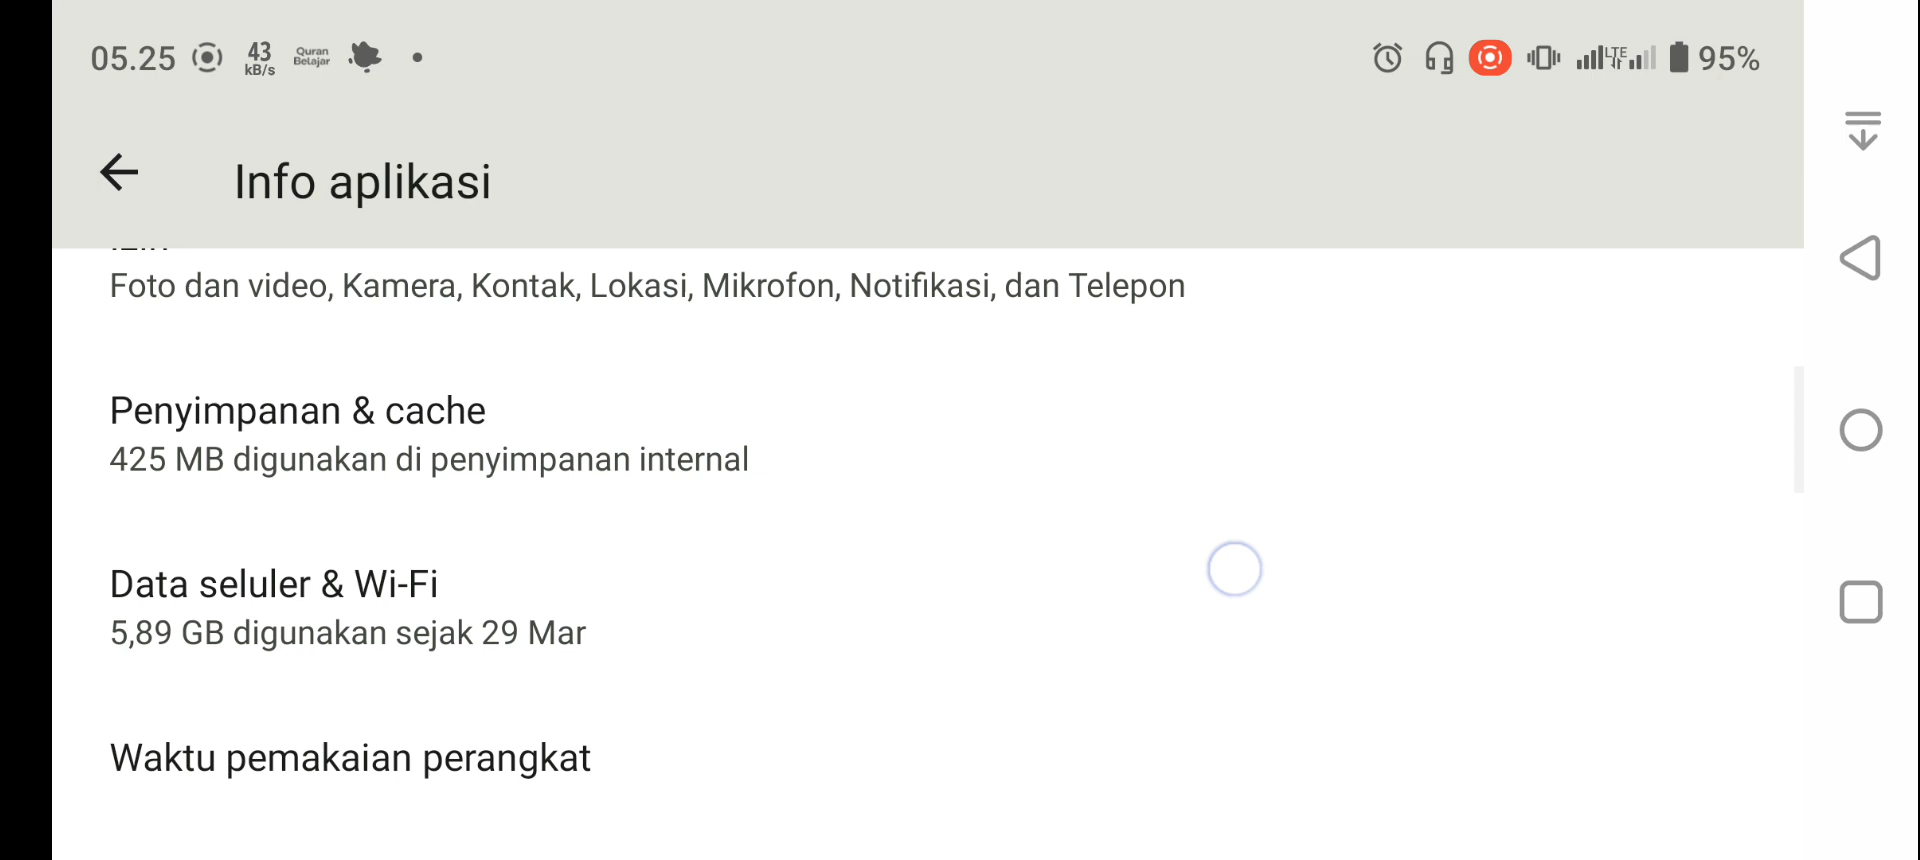 05.25 43 kB/s Quran Belajar LTE 95%
Info aplikasi
Foto dan video, Kamera, Kontak, Lokasi, Mikrofon, Notifikasi, dan Telepon
Penyimpanan & cache
425 MB digunakan di penyimpanan internal
Data seluler & Wi-Fi
5,89 GB digunakan sejak 29 Mar
Waktu pemakaian perangkat